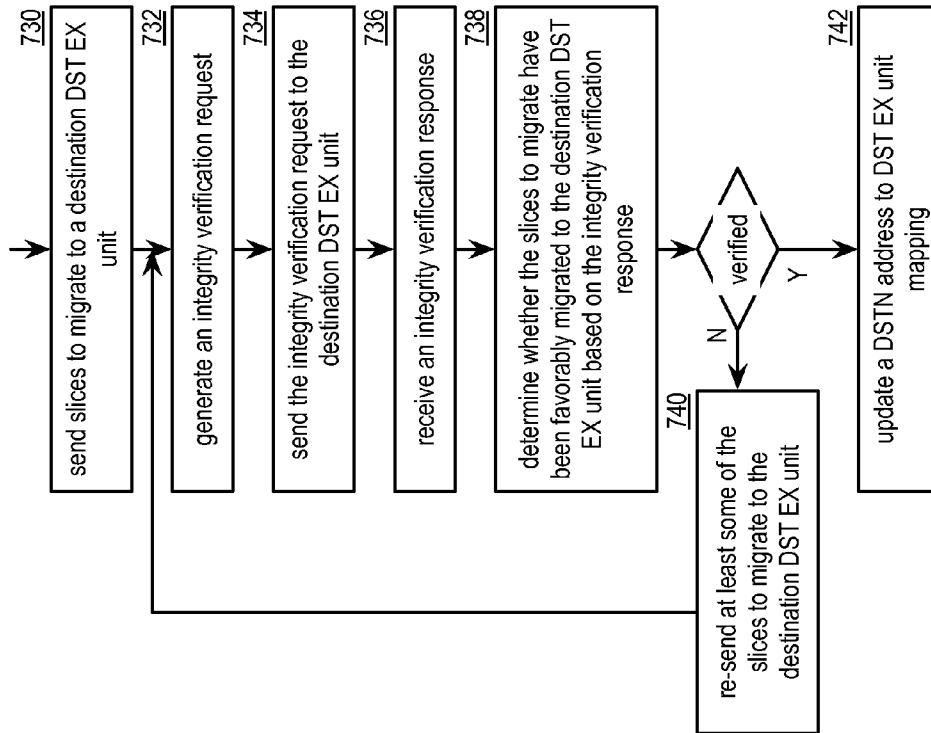 730
send slices to migrate to a destination DST EX
unit
732
generate an integrity verification request
734
send the integrity verification request to the
destination DST EX unit
736
receive an integrity verification response
738
determine whether the slices to migrate have
been favorably migrated to the destination DST
EX unit based on the integrity verification
response
verified
N
Y
740
re-send at least some of the
slices to migrate to the
destination DST EX unit
742
update a DSTN address to DST EX unit
mapping